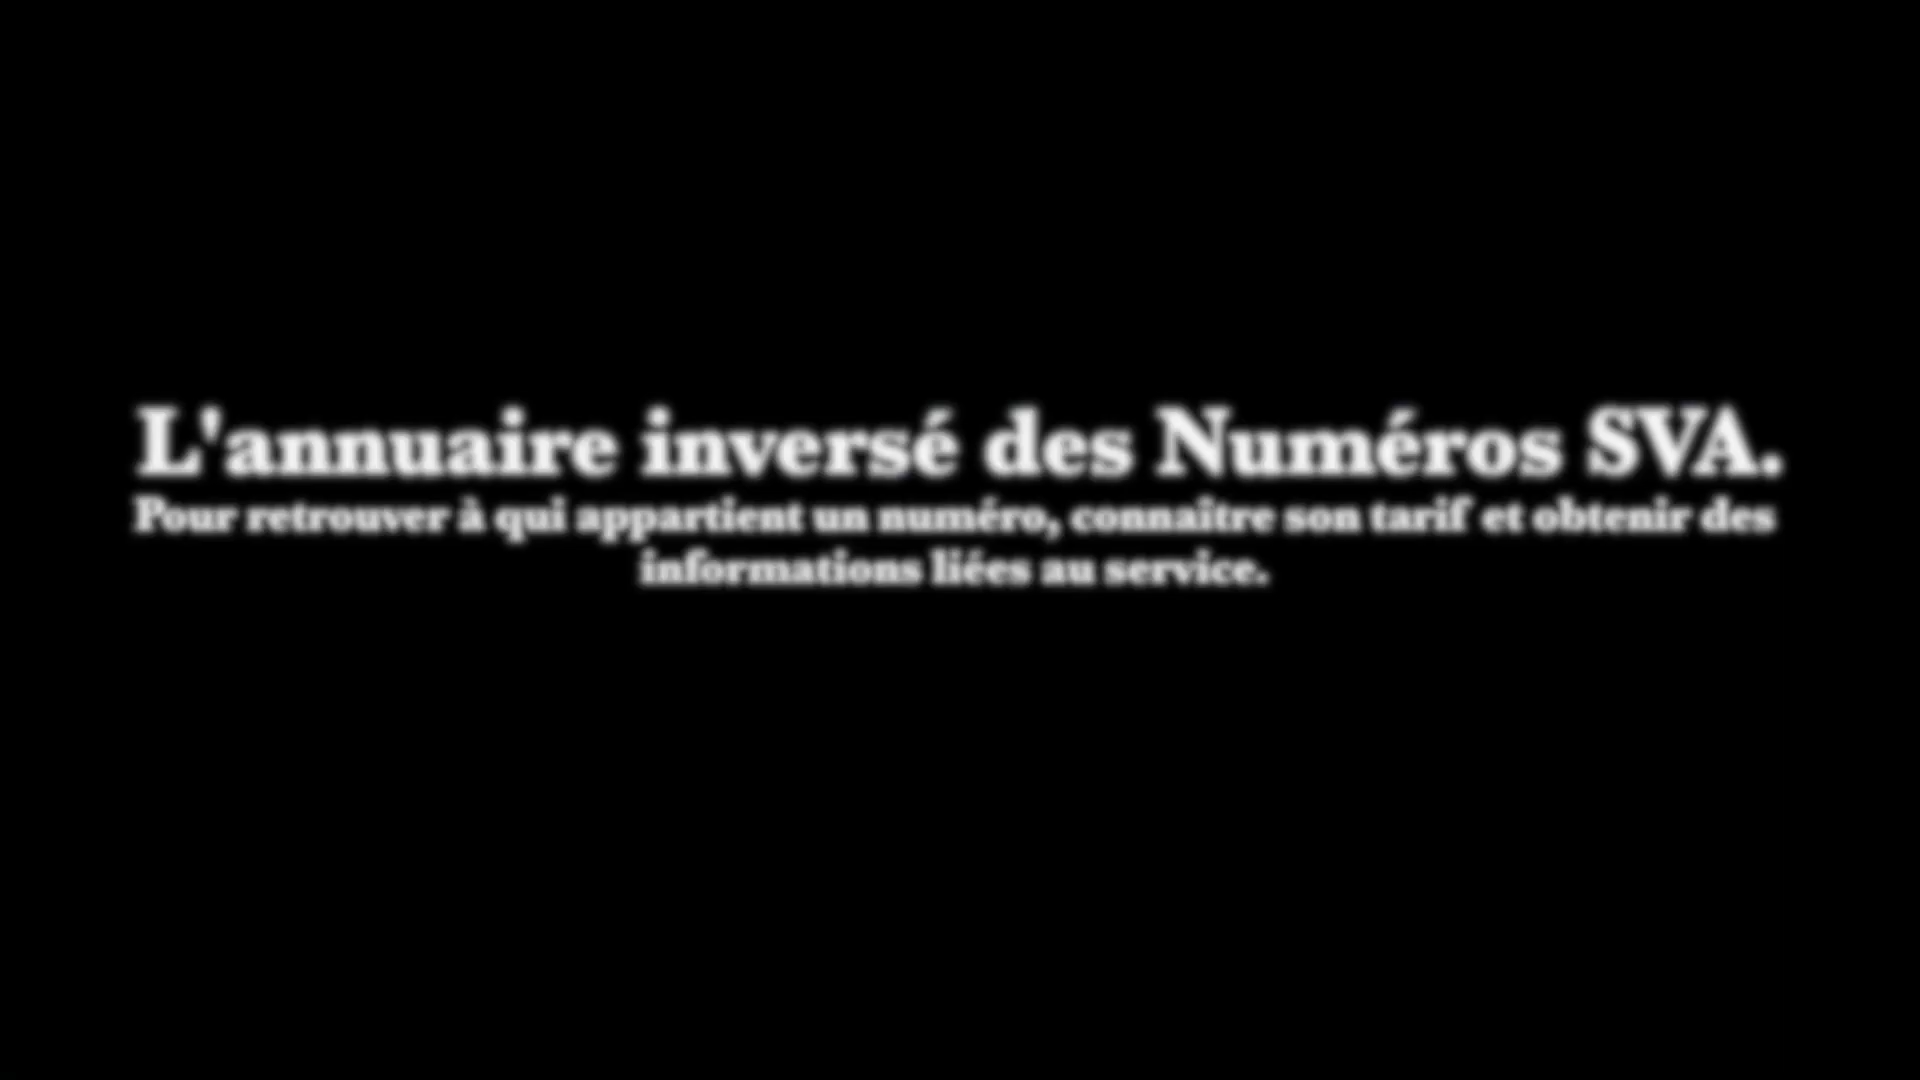 L'annuaire inversé des Numéros SVA.
Pour retrouver à qui appartient un numéro, connaître son tarif et obtenir des
informations liées au service.